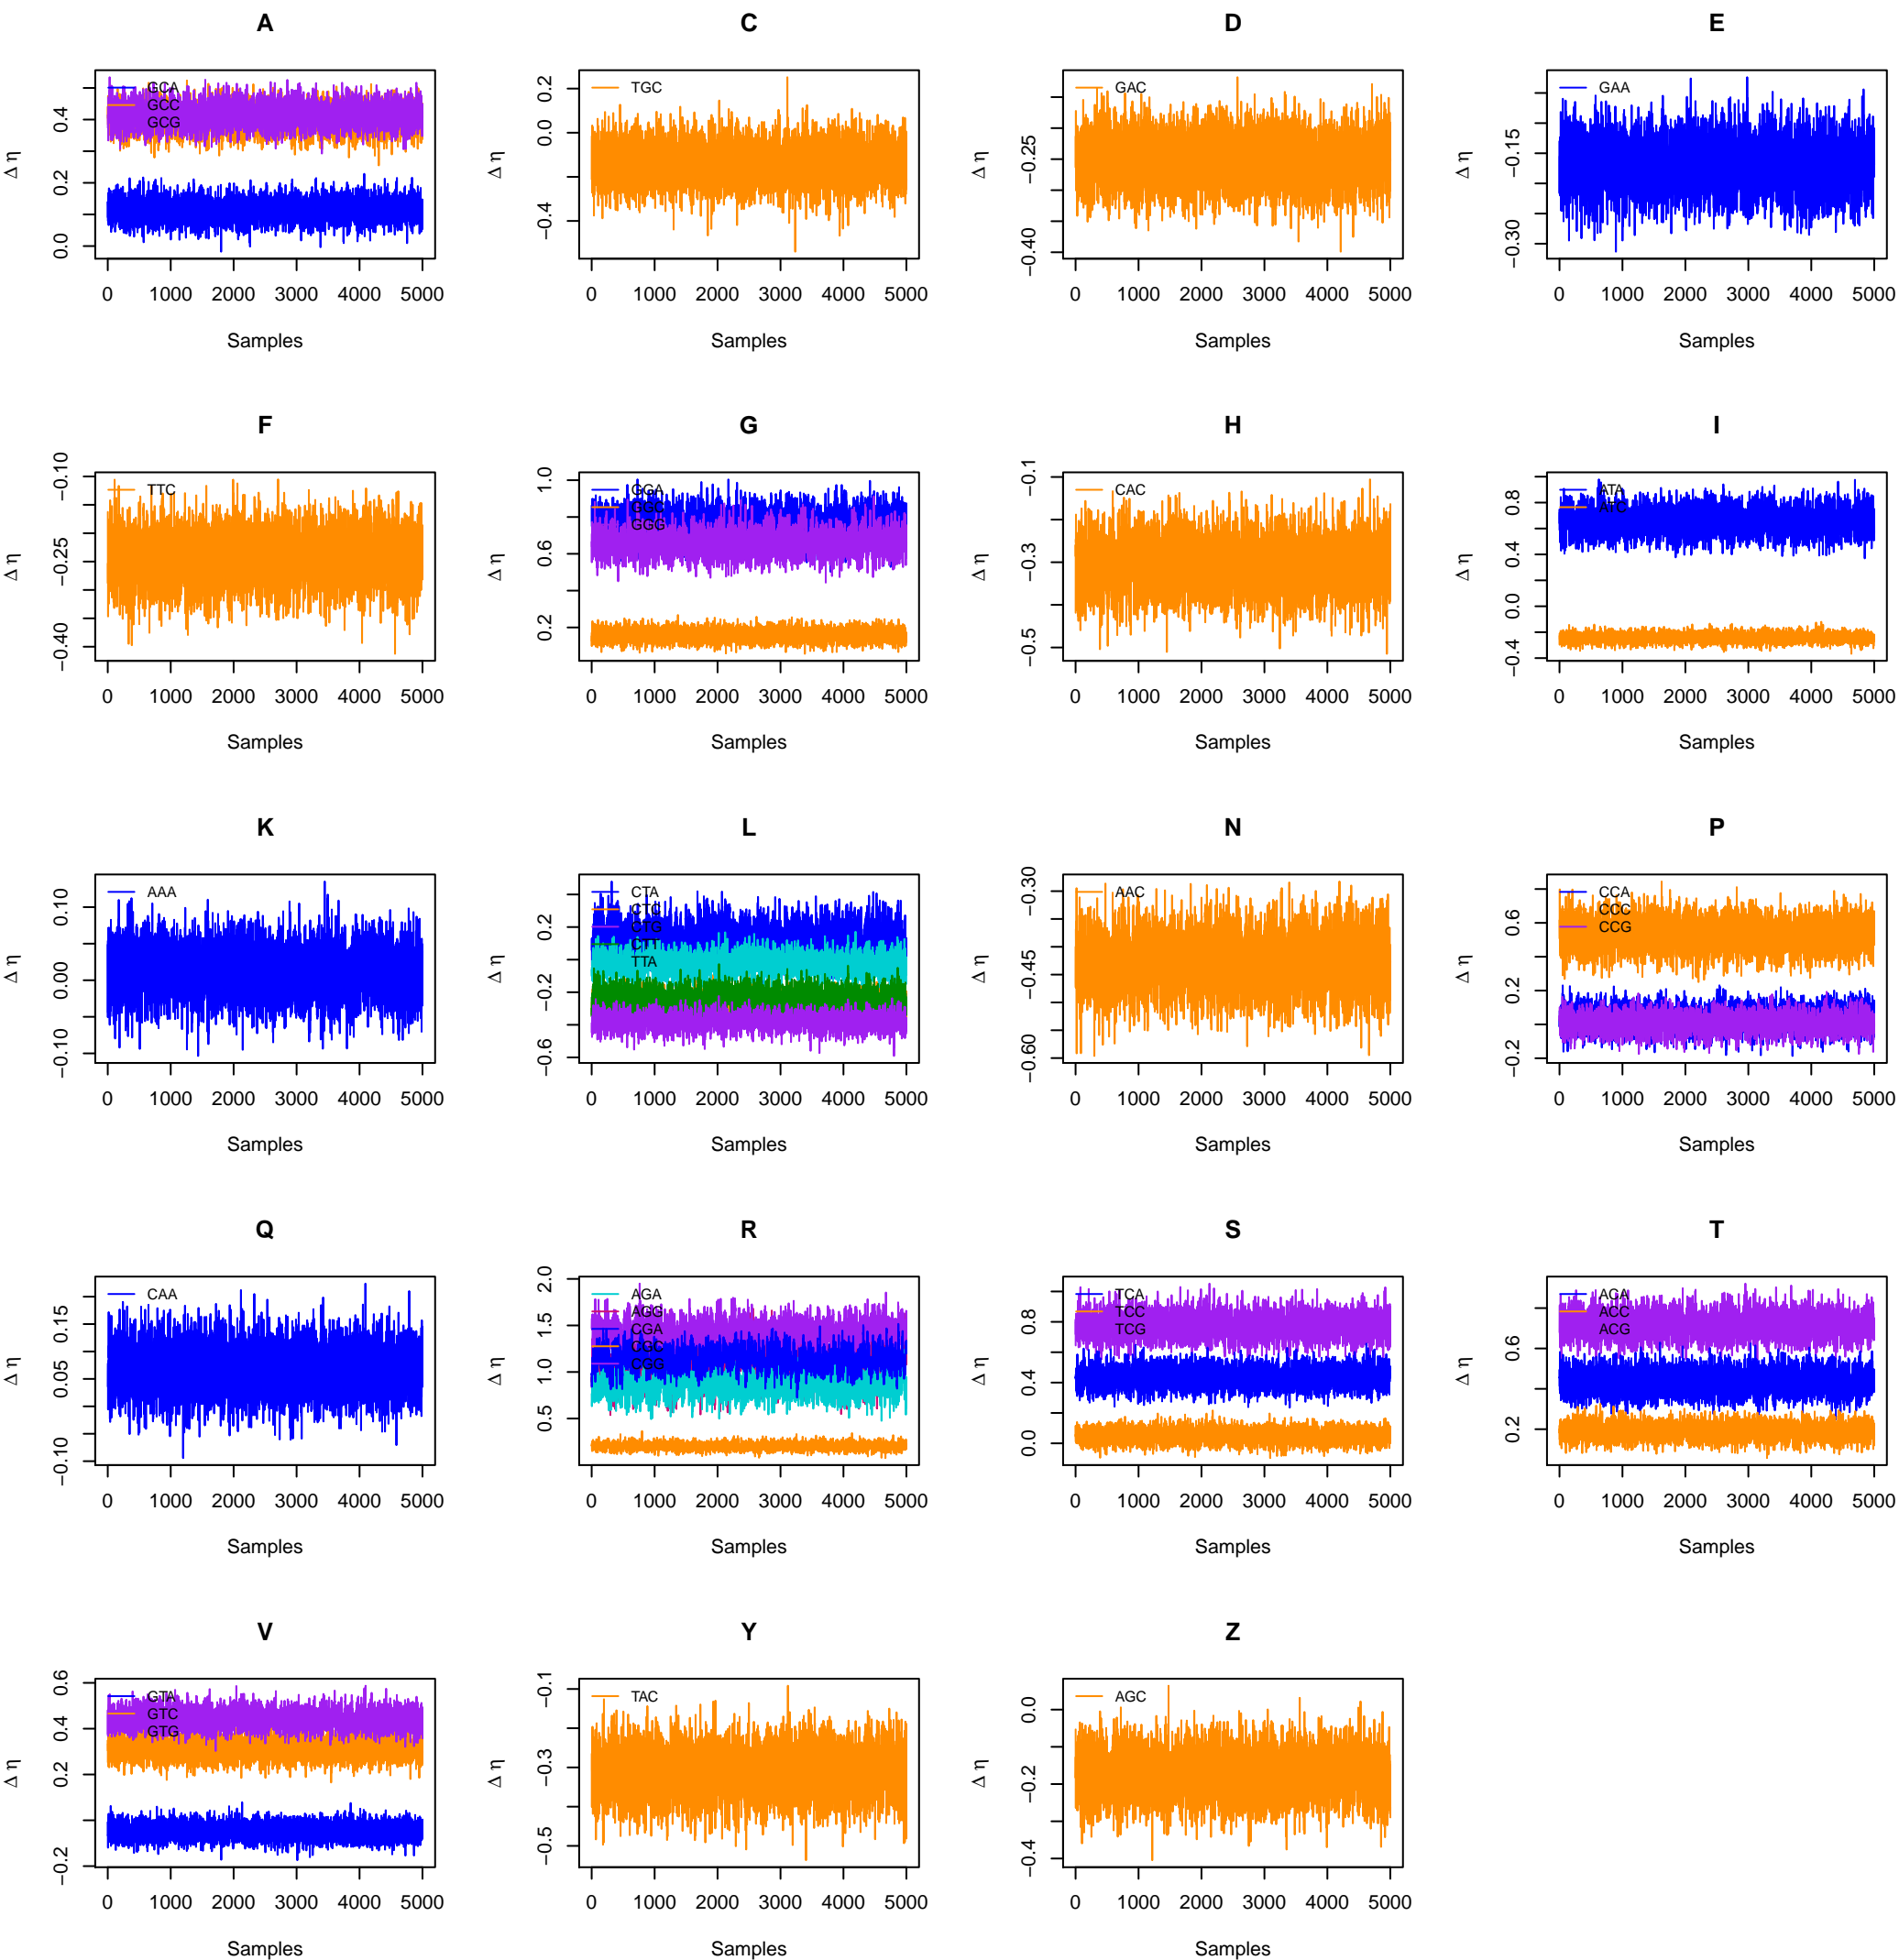 A
GCA
GCC
GCG
Δ η
0.0 0.2 0.4
0 1000 2000 3000 4000 5000
Samples
C
TGC
Δ η
−0.4 0.0 0.2
0 1000 2000 3000 4000 5000
Samples
D
GAC
Δ η
−0.40 −0.25
0 1000 2000 3000 4000 5000
Samples
E
GAA
Δ η
−0.30 −0.15
0 1000 2000 3000 4000 5000
Samples
F
TTC
Δ η
−0.40 −0.25 −0.10
0 1000 2000 3000 4000 5000
Samples
G
GGA
GGC
GGG
Δ η
0.2 0.6 1.0
0 1000 2000 3000 4000 5000
Samples
H
CAC
Δ η
−0.5 −0.3 −0.1
0 1000 2000 3000 4000 5000
Samples
I
ATA
ATC
Δ η
−0.4 0.0 0.4 0.8
0 1000 2000 3000 4000 5000
Samples
K
AAA
Δ η
−0.10 0.00 0.10
0 1000 2000 3000 4000 5000
Samples
L
CTA
CTC
CTG
CTT
TTA
Δ η
−0.6 −0.2 0.2
0 1000 2000 3000 4000 5000
Samples
N
AAC
Δ η
−0.60 −0.45 −0.30
0 1000 2000 3000 4000 5000
Samples
P
CCA
CCC
CCG
Δ η
−0.2 0.2 0.6
0 1000 2000 3000 4000 5000
Samples
Q
CAA
Δ η
−0.10 0.05 0.15
0 1000 2000 3000 4000 5000
Samples
R
AGA
AGG
CGA
CGC
CGG
Δ η
0.5 1.0 1.5 2.0
0 1000 2000 3000 4000 5000
Samples
S
TCA
TCC
TCG
Δ η
0.0 0.4 0.8
0 1000 2000 3000 4000 5000
Samples
T
ACA
ACC
ACG
Δ η
0.2 0.6
0 1000 2000 3000 4000 5000
Samples
V
GTA
GTC
GTG
Δ η
−0.2 0.2 0.4 0.6
0 1000 2000 3000 4000 5000
Samples
Y
TAC
Δ η
−0.5 −0.3 −0.1
0 1000 2000 3000 4000 5000
Samples
Z
AGC
Δ η
−0.4 −0.2 0.0
0 1000 2000 3000 4000 5000
Samples